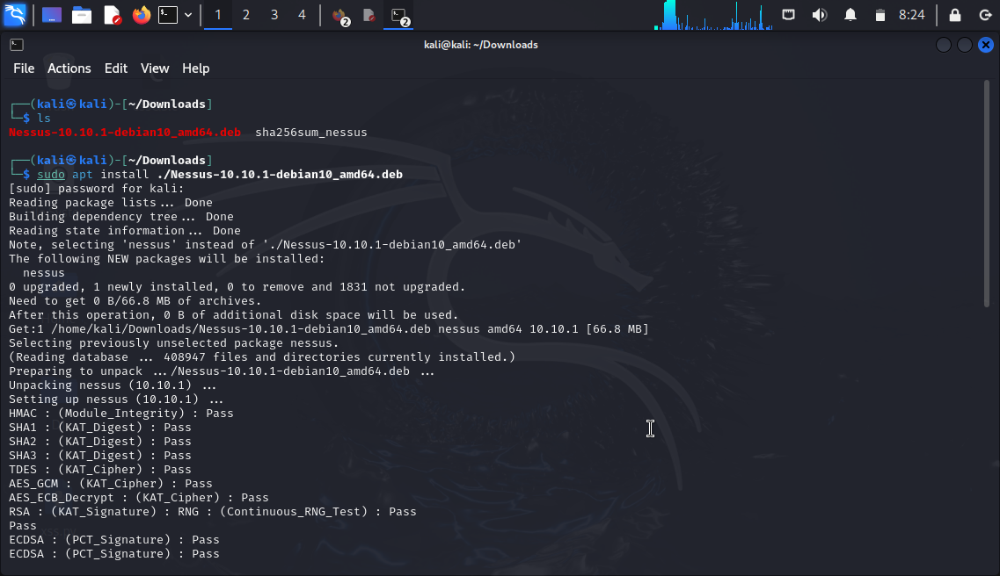 1 2 3 4 2 2 8:24
kali@kali: ~/Downloads
File Actions Edit View Help
┌──(kali㉿kali)-[~/Downloads]
└─$ ls
Nessus-10.10.1-debian10_amd64.deb sha256sum_nessus
┌──(kali㉿kali)-[~/Downloads]
└─$ sudo apt install ./Nessus-10.10.1-debian10_amd64.deb
[sudo] password for kali:
Reading package lists... Done
Building dependency tree... Done
Reading state information... Done
Note, selecting 'nessus' instead of './Nessus-10.10.1-debian10_amd64.deb'
The following NEW packages will be installed:
  nessus
0 upgraded, 1 newly installed, 0 to remove and 1831 not upgraded.
Need to get 0 B/66.8 MB of archives.
After this operation, 0 B of additional disk space will be used.
Get:1 /home/kali/Downloads/Nessus-10.10.1-debian10_amd64.deb nessus amd64 10.10.1 [66.8 MB]
Selecting previously unselected package nessus.
(Reading database ... 408947 files and directories currently installed.)
Preparing to unpack .../Nessus-10.10.1-debian10_amd64.deb ...
Unpacking nessus (10.10.1) ...
Setting up nessus (10.10.1) ...
HMAC : (Module_Integrity) : Pass
SHA1 : (KAT_Digest) : Pass
SHA2 : (KAT_Digest) : Pass
SHA3 : (KAT_Digest) : Pass
TDES : (KAT_Cipher) : Pass
AES_GCM : (KAT_Cipher) : Pass
AES_ECB_Decrypt : (KAT_Cipher) : Pass
RSA : (KAT_Signature) : RNG : (Continuous_RNG_Test) : Pass
Pass
ECDSA : (PCT_Signature) : Pass
ECDSA : (PCT_Signature) : Pass